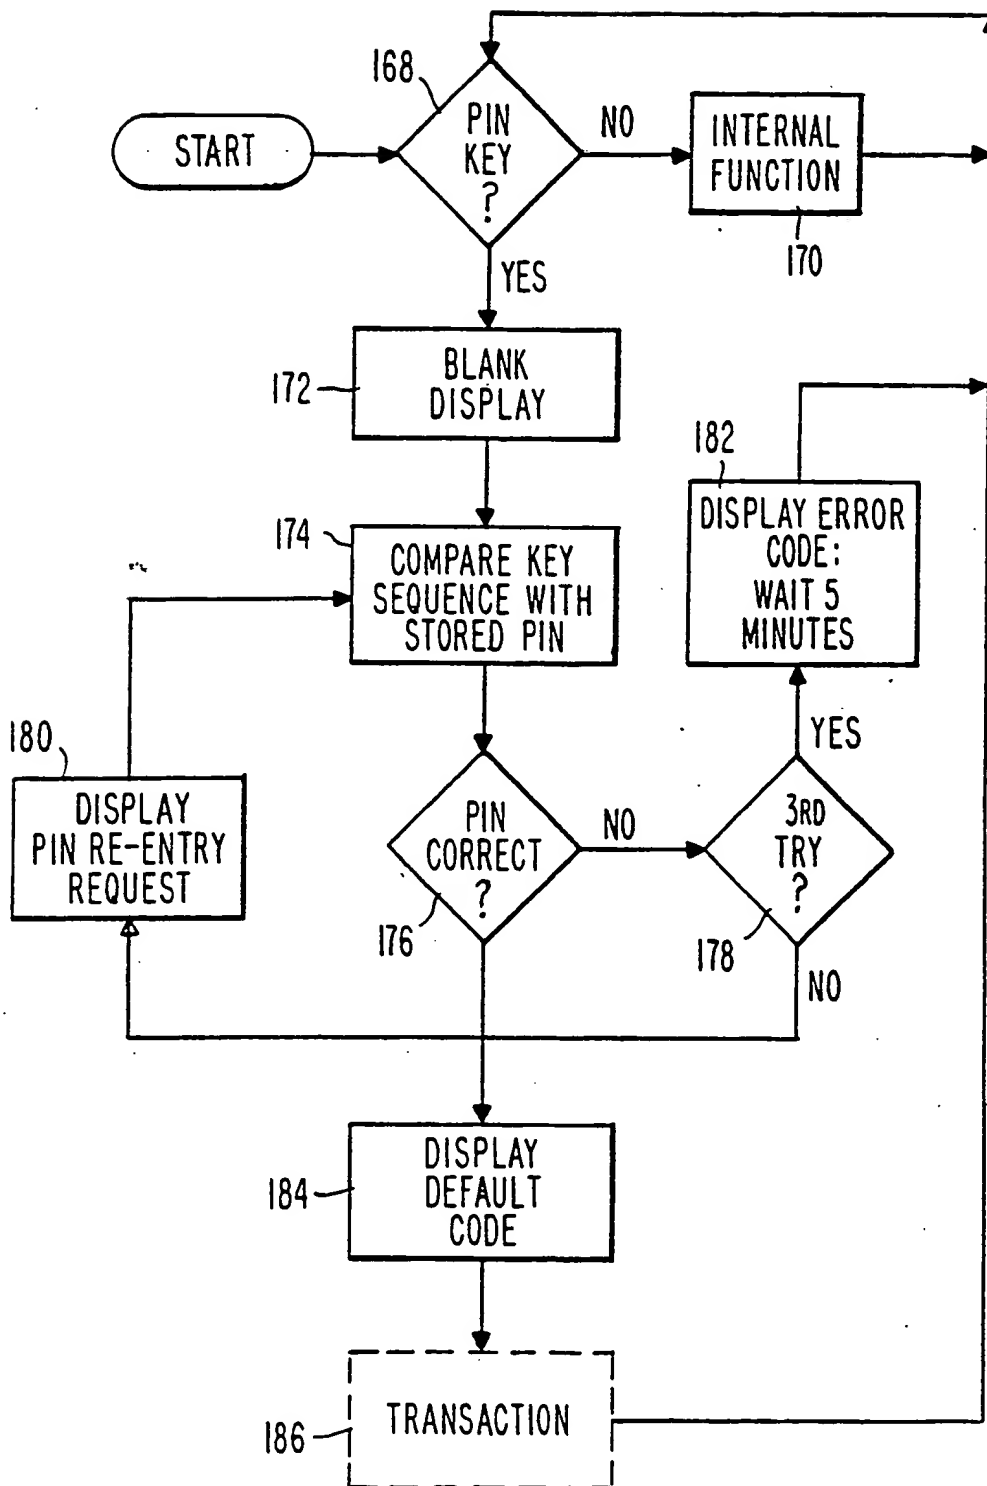 168
START
PIN
KEY
?
NO
INTERNAL
FUNCTION
170
YES
BLANK
DISPLAY
172
182
DISPLAY ERROR
CODE:
WAIT 5
MINUTES
174
COMPARE KEY
SEQUENCE WITH
STORED PIN
YES
180
DISPLAY
PIN RE-ENTRY
REQUEST
PIN
CORRECT
?
176
NO
3RD
TRY
?
178
NO
DISPLAY
DEFAULT
CODE
184
TRANSACTION
186